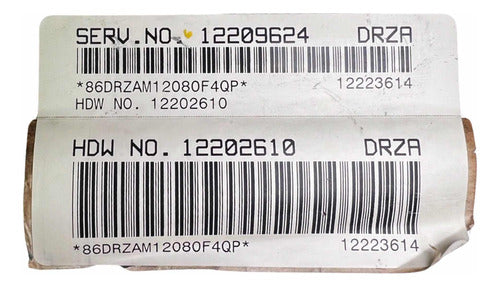 SERV.NO. 12209624 DRZA
*86DRZAM12080F4QP* 12223614
HDW NO. 12202610
HDW NO. 12202610 DRZA
*86DRZAM12080F4QP* 12223614